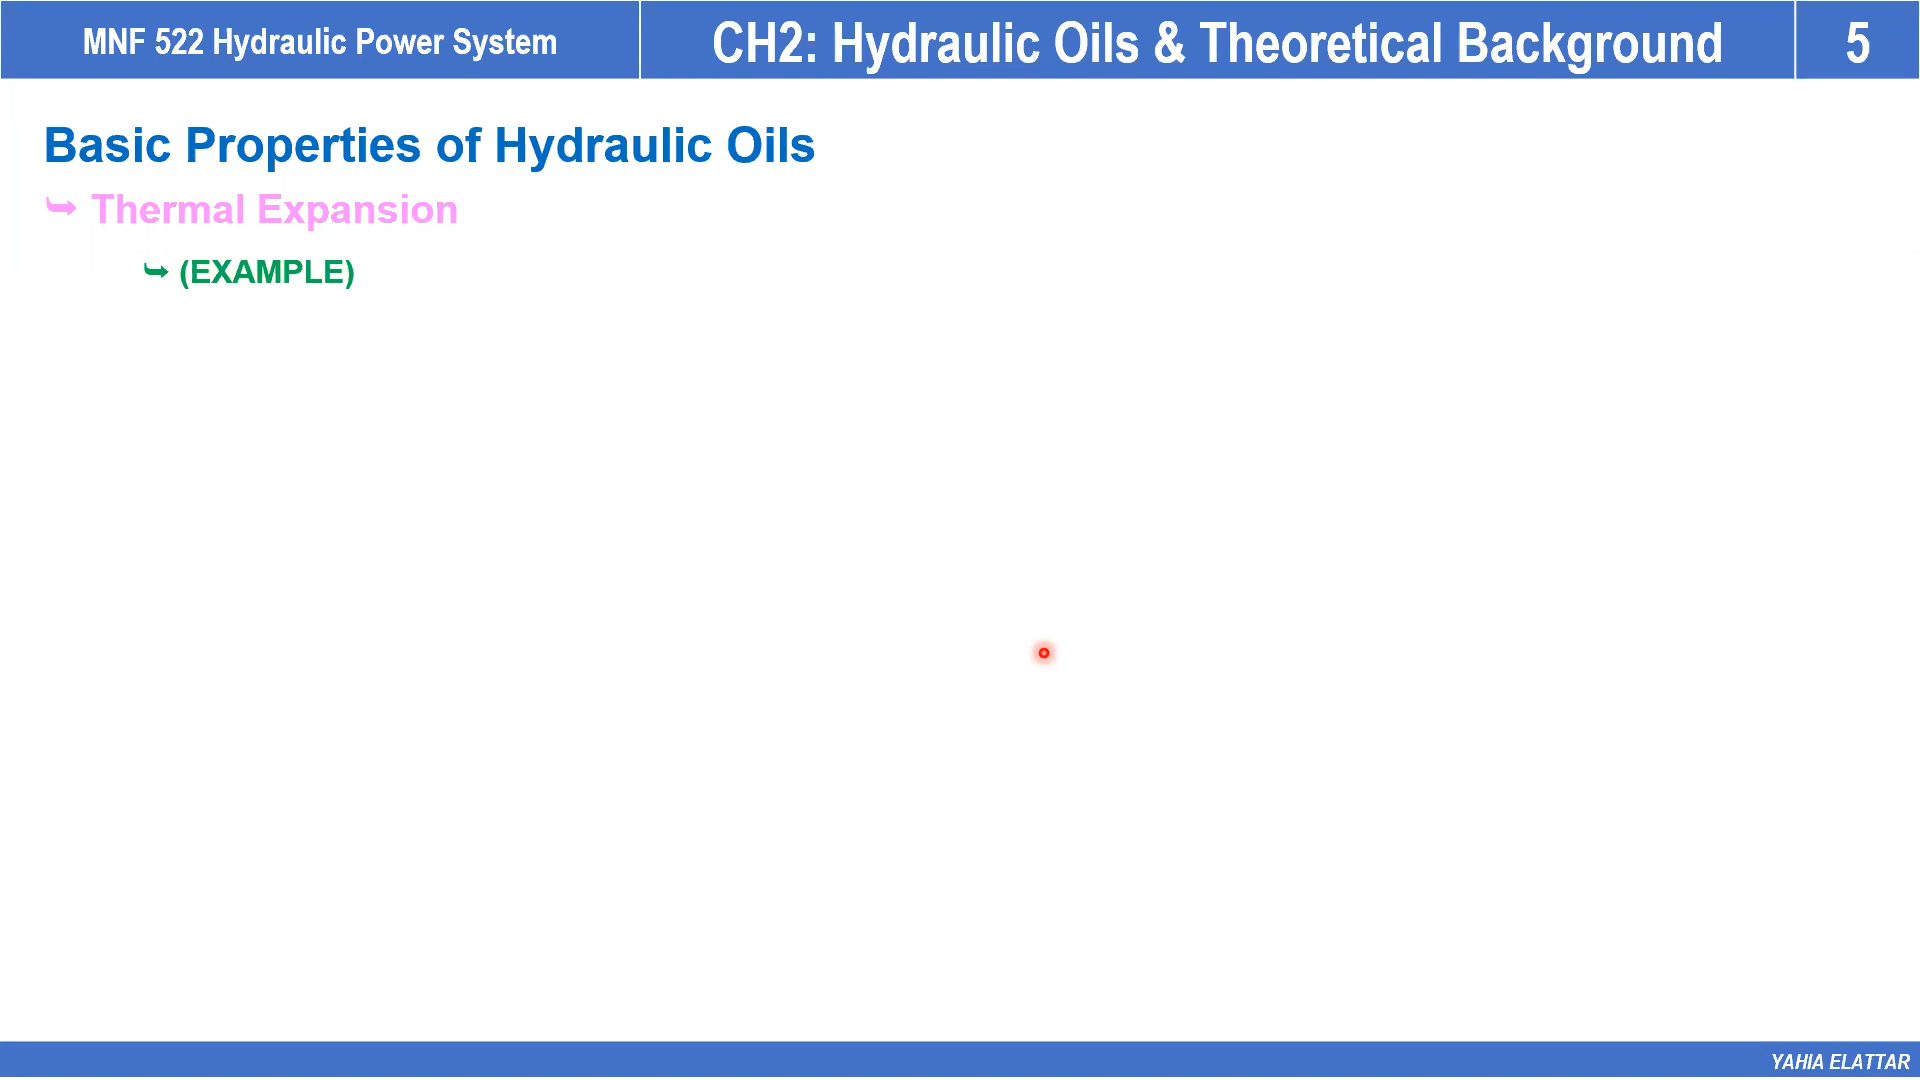 MNF 522 Hydraulic Power System
CH2: Hydraulic Oils & Theoretical Background
5
Basic Properties of Hydraulic Oils
⮩ Thermal Expansion
⮩ (EXAMPLE)
YAHIA ELATTAR